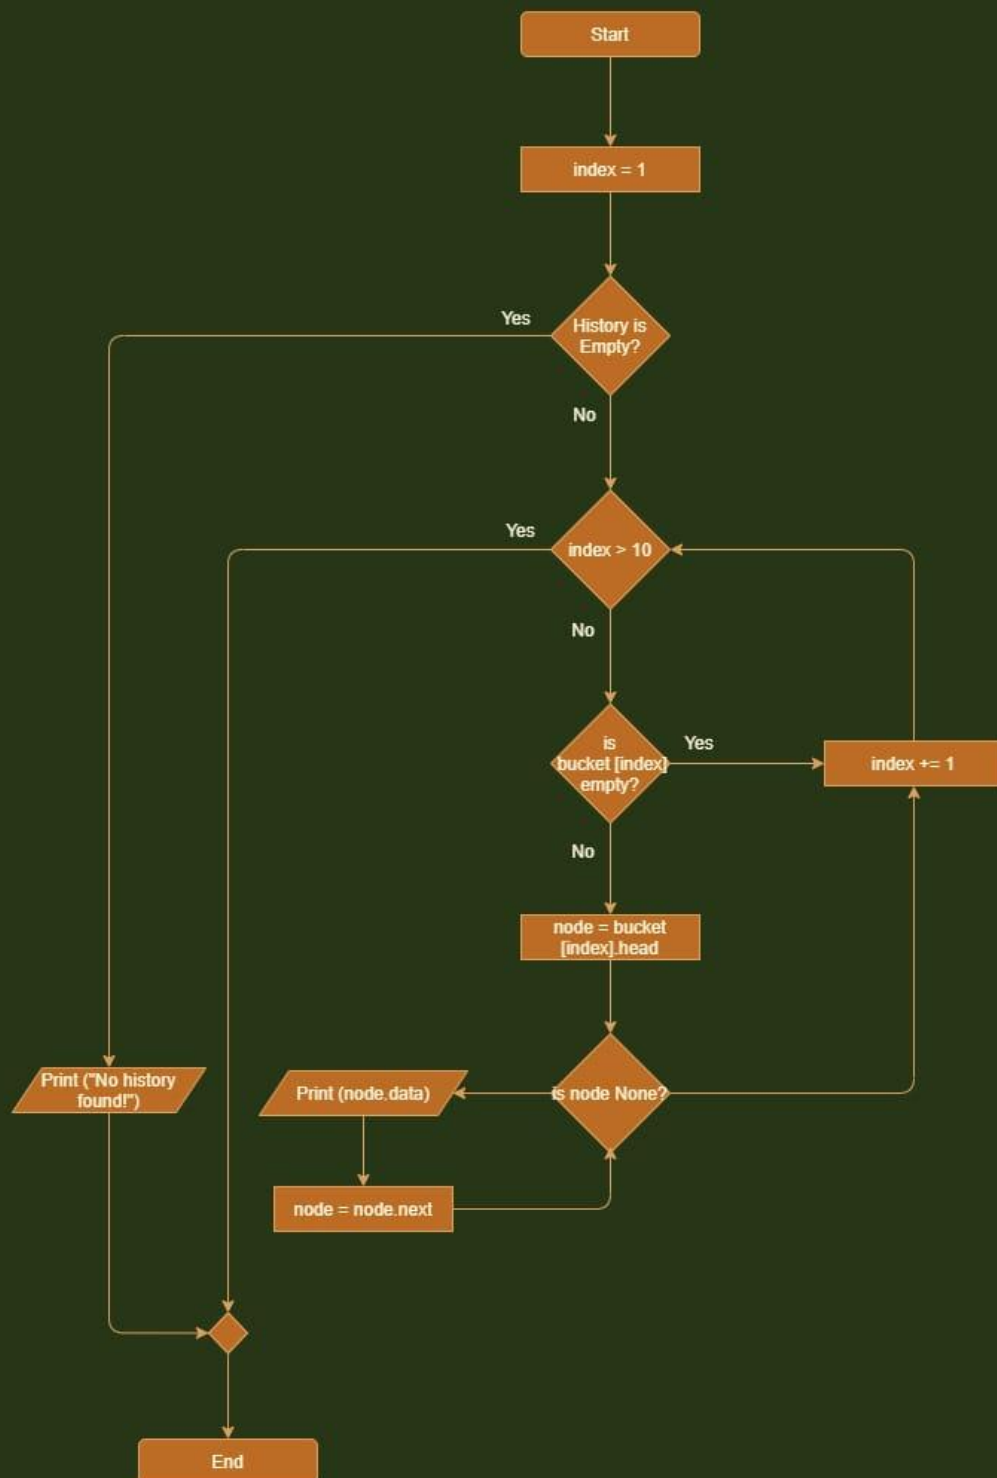 Start
index = 1
Yes
History is
Empty?
No
Yes
index > 10
No
is
bucket [index]
empty?
Yes
index += 1
No
node = bucket
[index].head
Print ("No history
found!")
Print (node.data)
is node None?
node = node.next
End